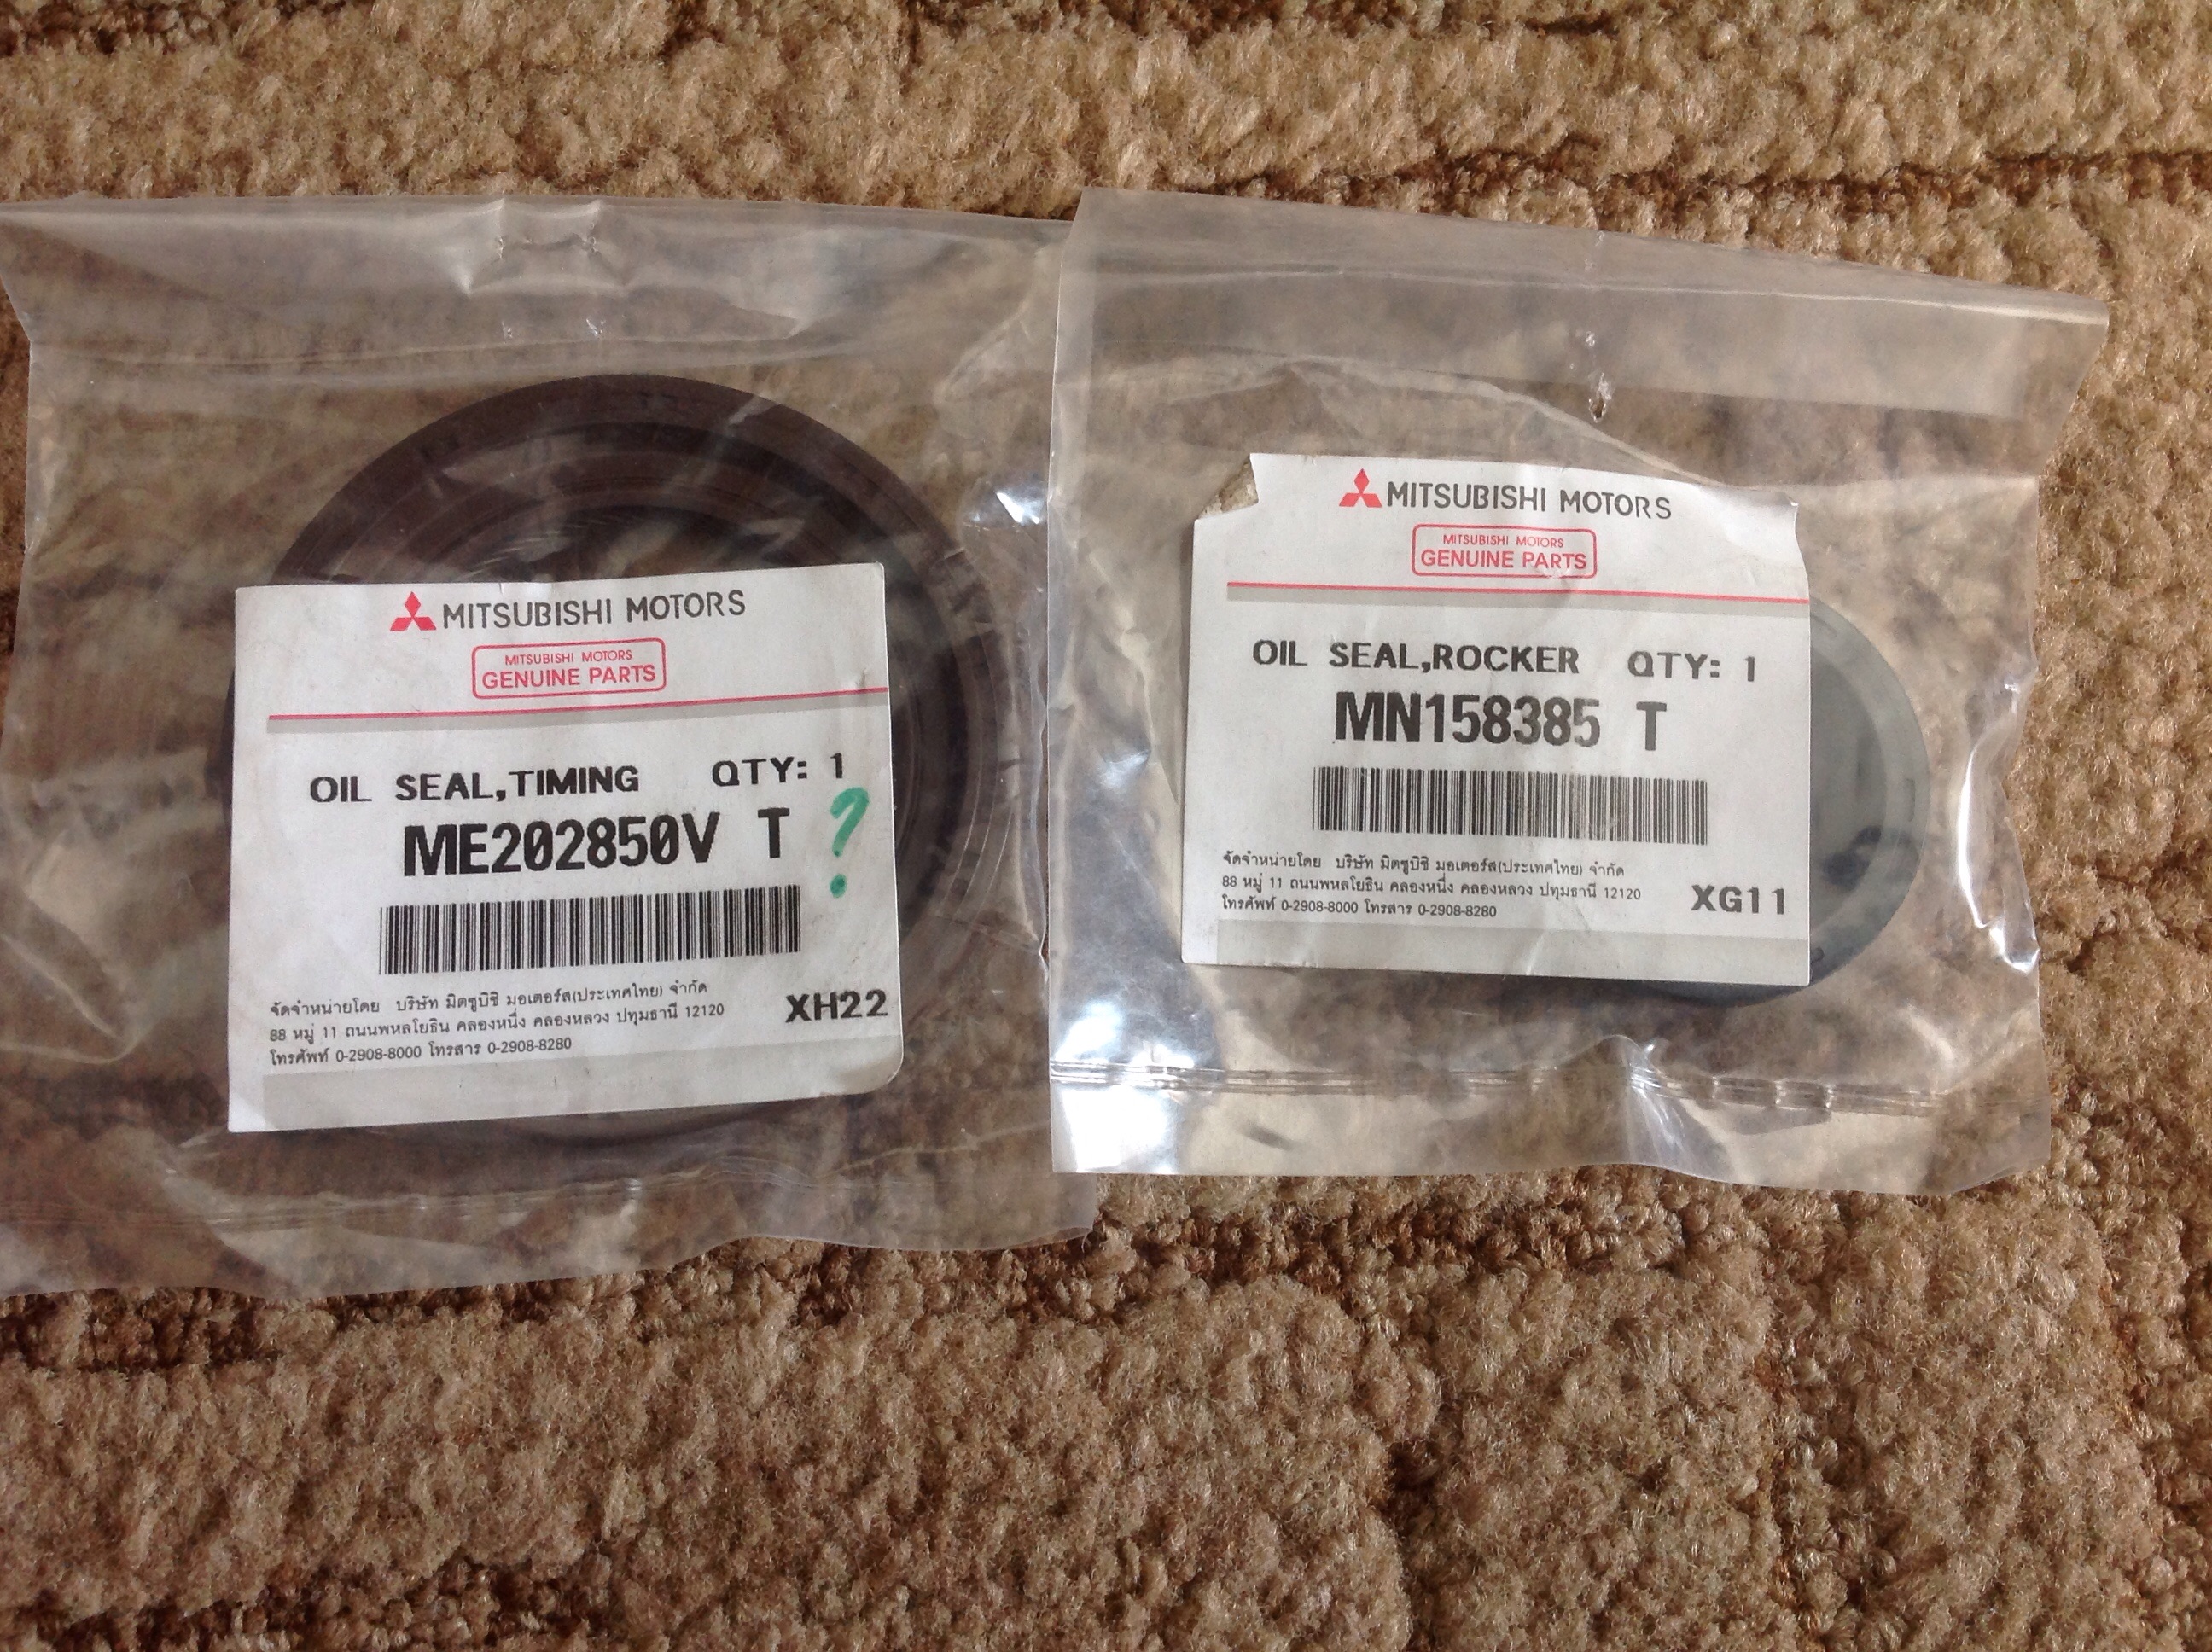 MITSUBISHI MOTORS
MITSUBISHI MOTORS
GENUINE PARTS
OIL SEAL,TIMING QTY: 1
ME202850V T ?
จัดจำหน่ายโดย บริษัท มิตซูบิชิ มอเตอร์ส(ประเทศไทย) จำกัด
88 หมู่ 11 ถนนพหลโยธิน คลองหนึ่ง คลองหลวง ปทุมธานี 12120
โทรศัพท์ 0-2908-8000 โทรสาร 0-2908-8280
XH22
MITSUBISHI MOTORS
MITSUBISHI MOTORS
GENUINE PARTS
OIL SEAL,ROCKER QTY: 1
MN158385 T
จัดจำหน่ายโดย บริษัท มิตซูบิชิ มอเตอร์ส(ประเทศไทย) จำกัด
88 หมู่ 11 ถนนพหลโยธิน คลองหนึ่ง คลองหลวง ปทุมธานี 12120
โทรศัพท์ 0-2908-8000 โทรสาร 0-2908-8280
XG11